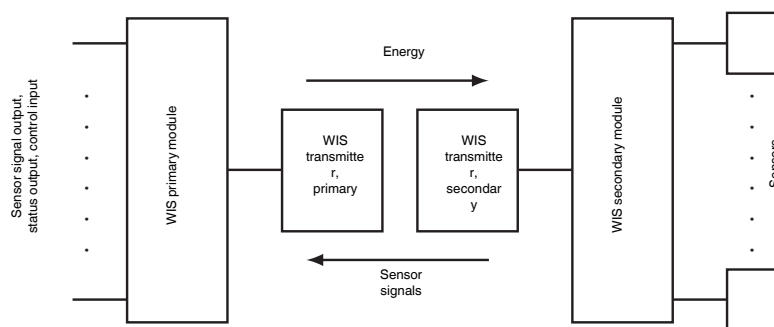 Energy
Sensor signal output,
status output, control input
WIS primary module
WIS
transmitte
r,
primary
WIS
transmitte
r,
secondar
y
WIS secondary module
Sensors
Sensor
signals